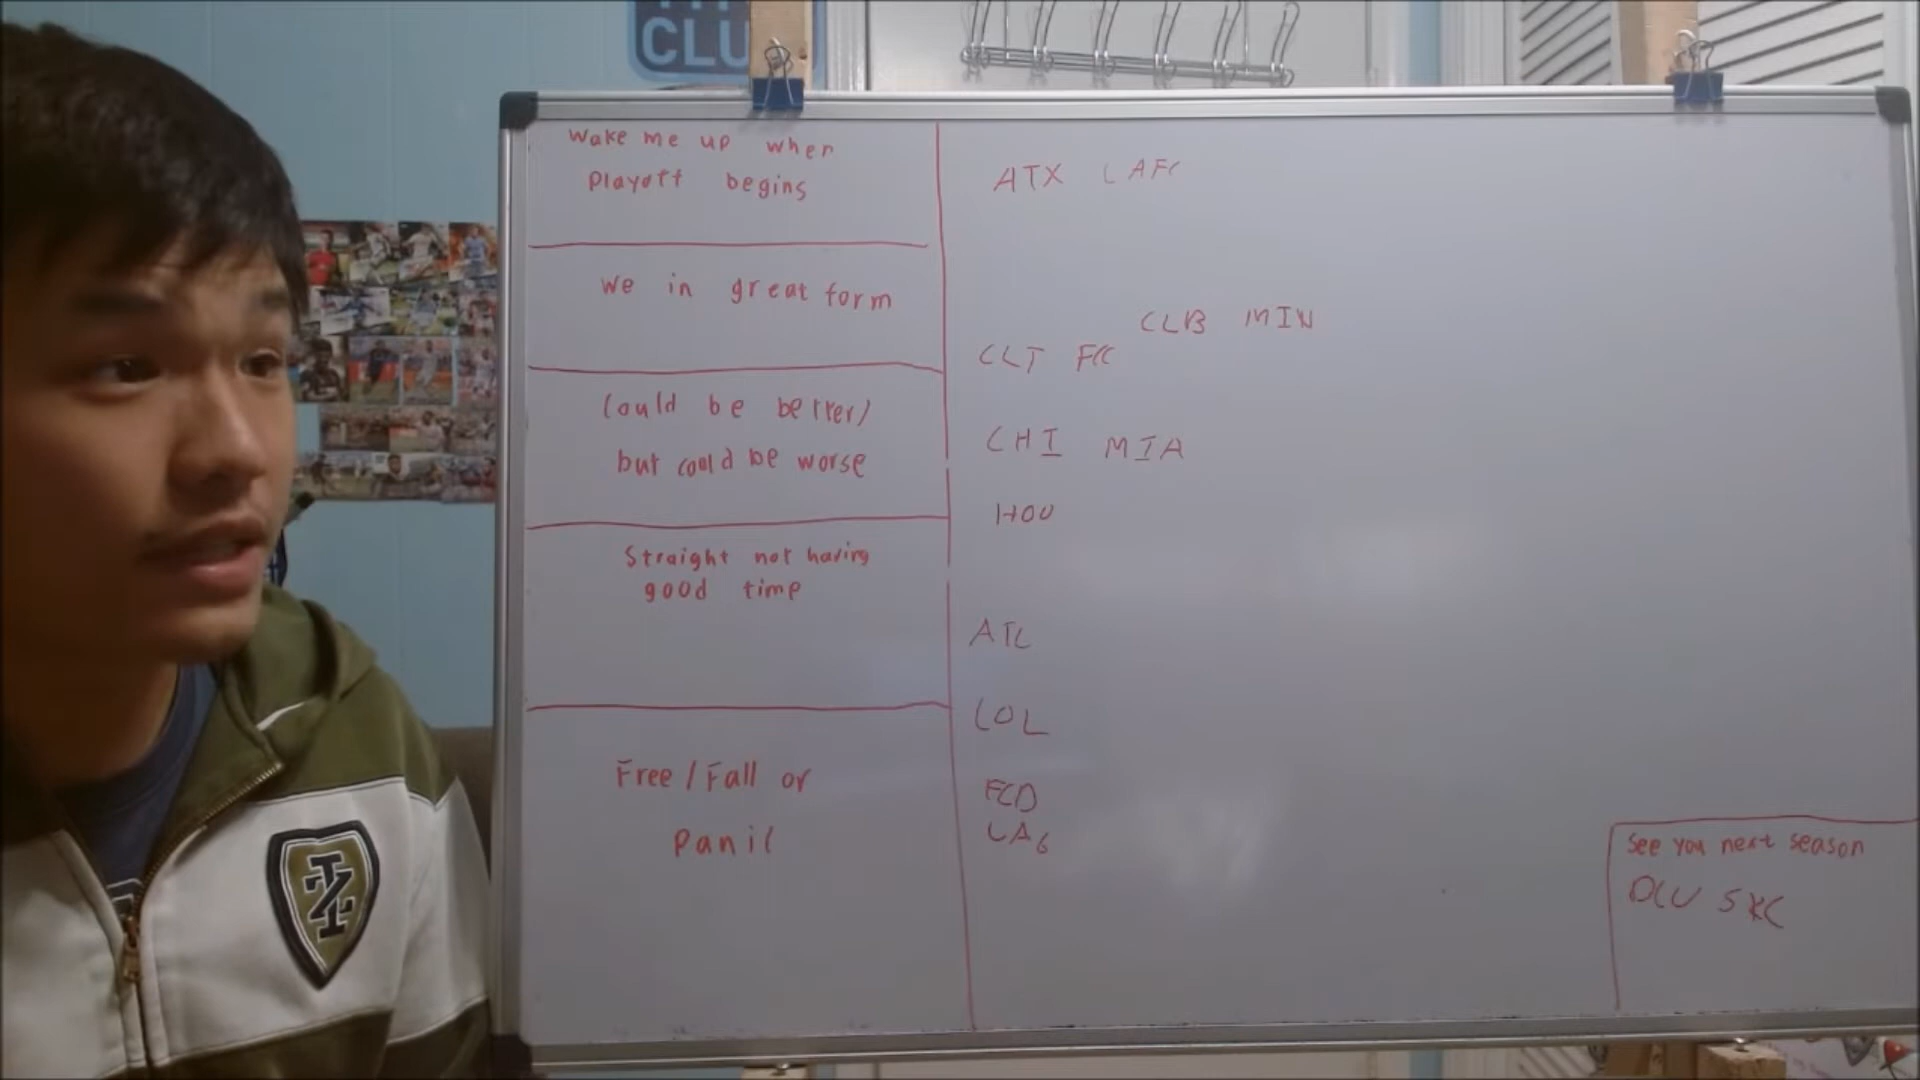 CLU
Wake me up when
Playoff begins
ATX LAFC
we in great form
CLB MIN
CLT FCC
Could be better/
but could be worse
CHI MIA
HOU
Straight not having
good time
ATL
COL
Free/Fall or
Panic
FCD
LAG
See you next season
DCU SKC